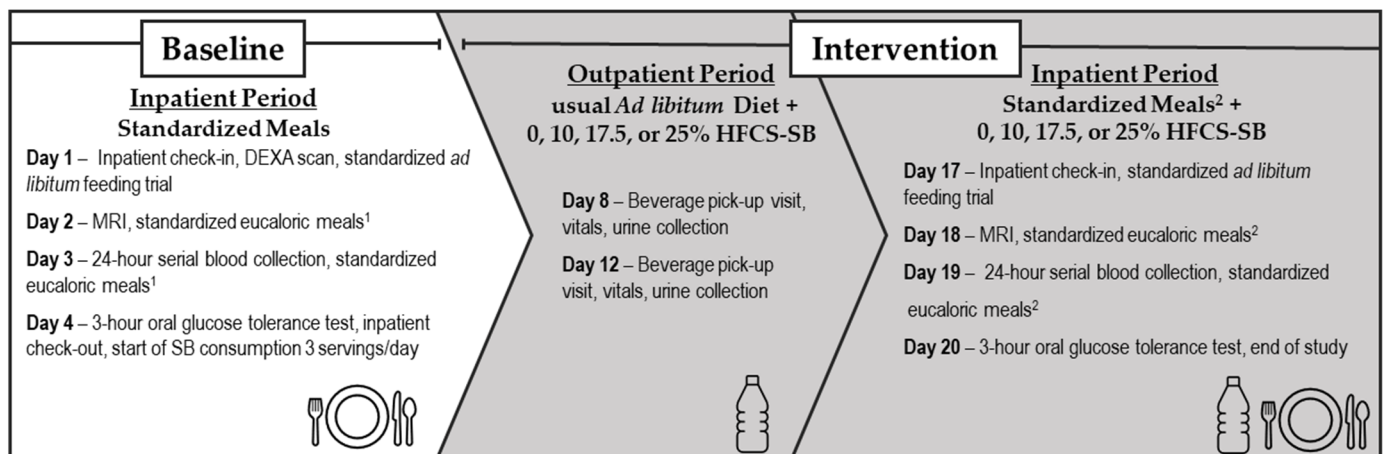 Baseline
Inpatient Period
Standardized Meals
Day 1 – Inpatient check-in, DEXA scan, standardized ad
libitum feeding trial
Day 2 – MRI, standardized eucaloric meals¹
Day 3 – 24-hour serial blood collection, standardized
eucaloric meals¹
Day 4 – 3-hour oral glucose tolerance test, inpatient
check-out, start of SB consumption 3 servings/day
Intervention
Outpatient Period
usual Ad libitum Diet +
0, 10, 17.5, or 25% HFCS-SB
Day 8 – Beverage pick-up visit,
vitals, urine collection
Day 12 – Beverage pick-up
visit, vitals, urine collection
Inpatient Period
Standardized Meals² +
0, 10, 17.5, or 25% HFCS-SB
Day 17 – Inpatient check-in, standardized ad libitum
feeding trial
Day 18 – MRI, standardized eucaloric meals²
Day 19 – 24-hour serial blood collection, standardized
eucaloric meals²
Day 20 – 3-hour oral glucose tolerance test, end of study